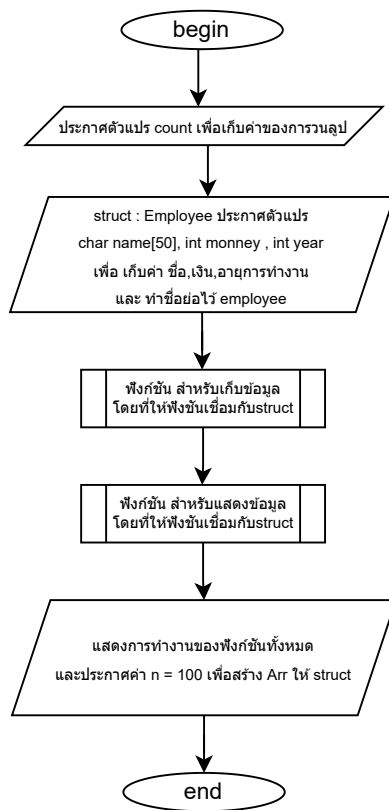 begin
ประกาศตัวแปร count เพื่อเก็บค่าของการวนลูป
struct : Employee ประกาศตัวแปร
char name[50], int monney , int year
เพื่อ เก็บค่า ชื่อ,เงิน,อายุการทำงาน
และ ทำชื่อย่อไว้ employee
ฟังก์ชัน สำหรับเก็บข้อมูล
โดยที่ให้ฟังชันเชื่อมกับstruct
ฟังก์ชัน สำหรับแสดงข้อมูล
โดยที่ให้ฟังชันเชื่อมกับstruct
แสดงการทำงานของฟังก์ชันทั้งหมด
และประกาศค่า n = 100 เพื่อสร้าง Arr ให้ struct
end